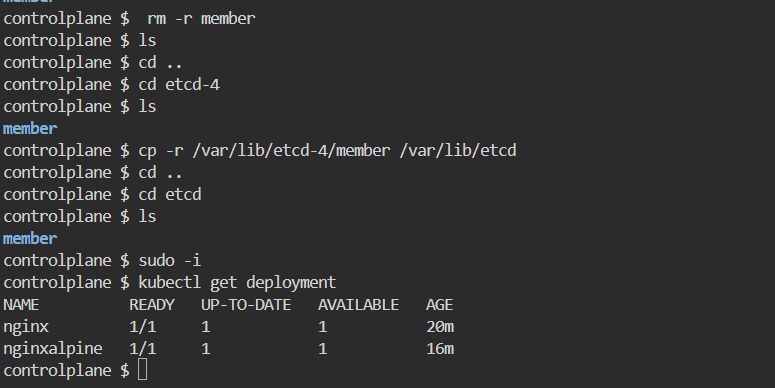 member
controlplane $  rm -r member
controlplane $ ls
controlplane $ cd ..
controlplane $ cd etcd-4
controlplane $ ls
member
controlplane $ cp -r /var/lib/etcd-4/member /var/lib/etcd
controlplane $ cd ..
controlplane $ cd etcd
controlplane $ ls
member
controlplane $ sudo -i
controlplane $ kubectl get deployment
NAME          READY   UP-TO-DATE   AVAILABLE   AGE
nginx         1/1     1            1           20m
nginxalpine   1/1     1            1           16m
controlplane $